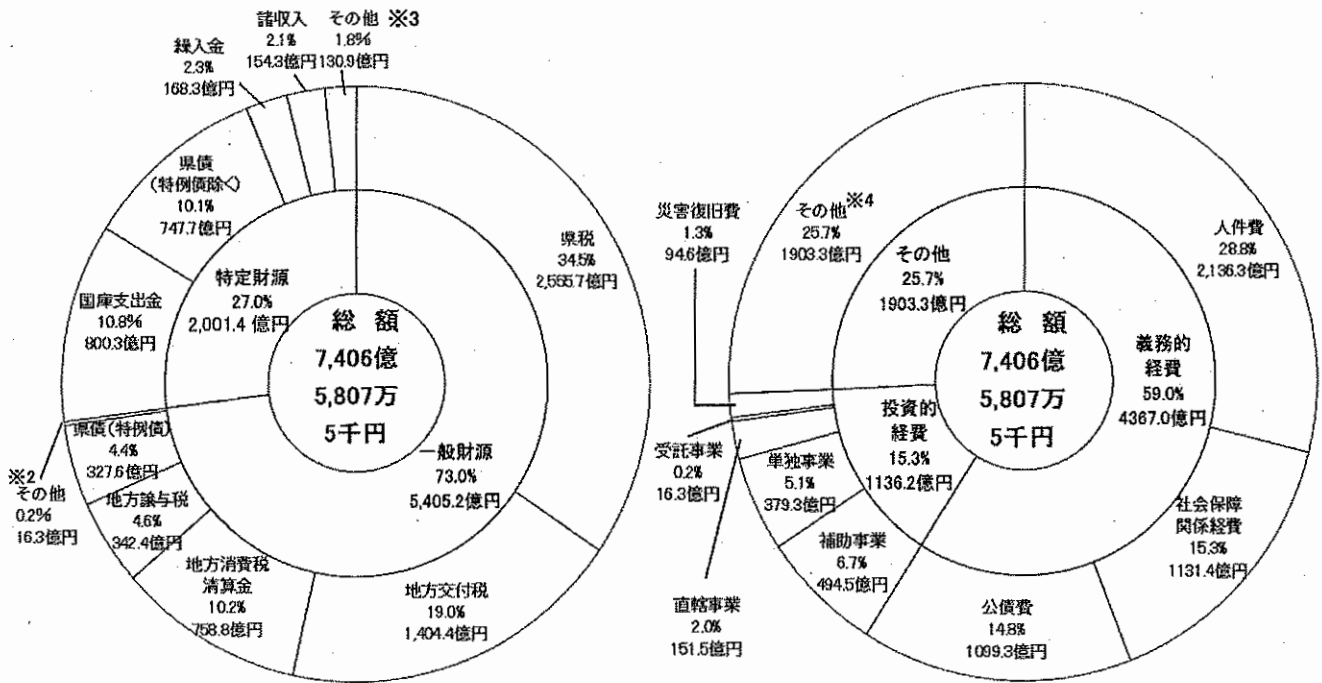 諸収入
2.1%
154.3億円
その他 ※3
1.8%
130.9億円
繰入金
2.3%
168.3億円
県債
(特例債除く)
10.1%
747.7億円
国庫支出金
10.8%
800.3億円
特定財源
27.0%
2,001.4 億円
県税
34.5%
2,555.7億円
総 額
7,406億
5,807万
5千円
一般財源
73.0%
5,405.2億円
※2
その他
0.2%
16.3億円
県債(特例債)
4.4%
327.6億円
地方譲与税
4.6%
342.4億円
地方消費税
清算金
10.2%
758.8億円
地方交付税
19.0%
1,404.4億円
災害復旧費
1.3%
94.6億円
その他※4
25.7%
1903.3億円
その他
25.7%
1903.3億円
人件費
28.8%
2,136.3億円
総 額
7,406億
5,807万
5千円
義務的
経費
59.0%
4367.0億円
投資的
経費
15.3%
1136.2億円
受託事業
0.2%
16.3億円
単独事業
5.1%
379.3億円
補助事業
6.7%
494.5億円
直轄事業
2.0%
151.5億円
公債費
14.8%
1099.3億円
社会保障
関係経費
15.3%
1131.4億円